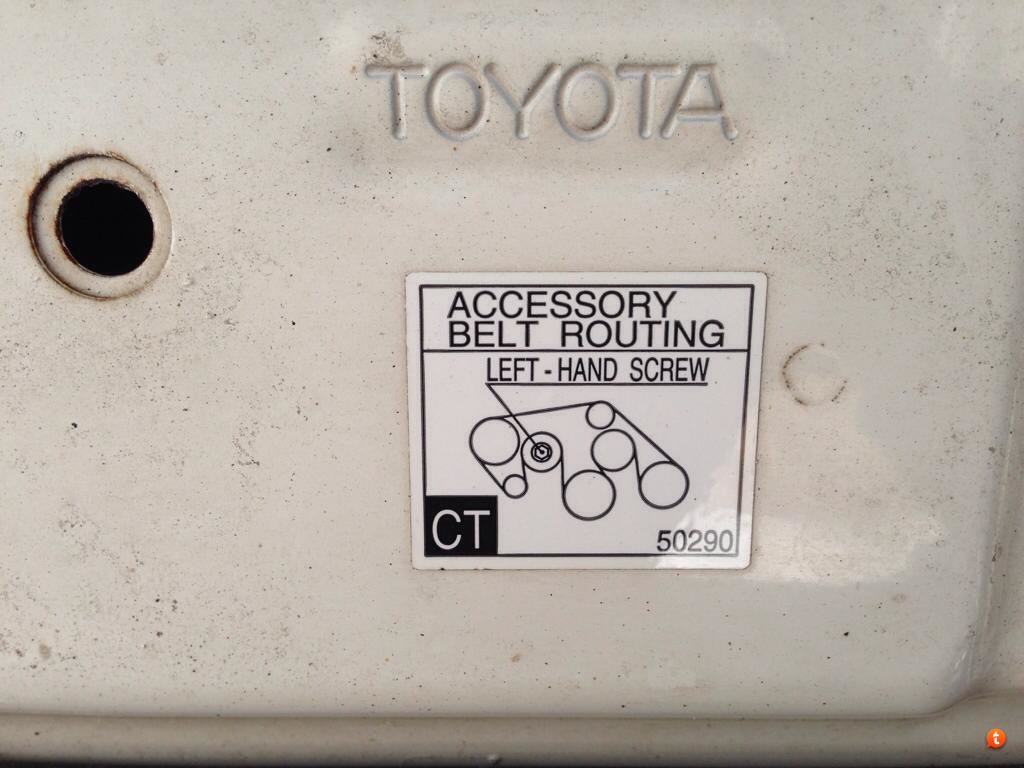 TOYOTA
ACCESSORY
BELT ROUTING
LEFT-HAND SCREW
CT
50290
t